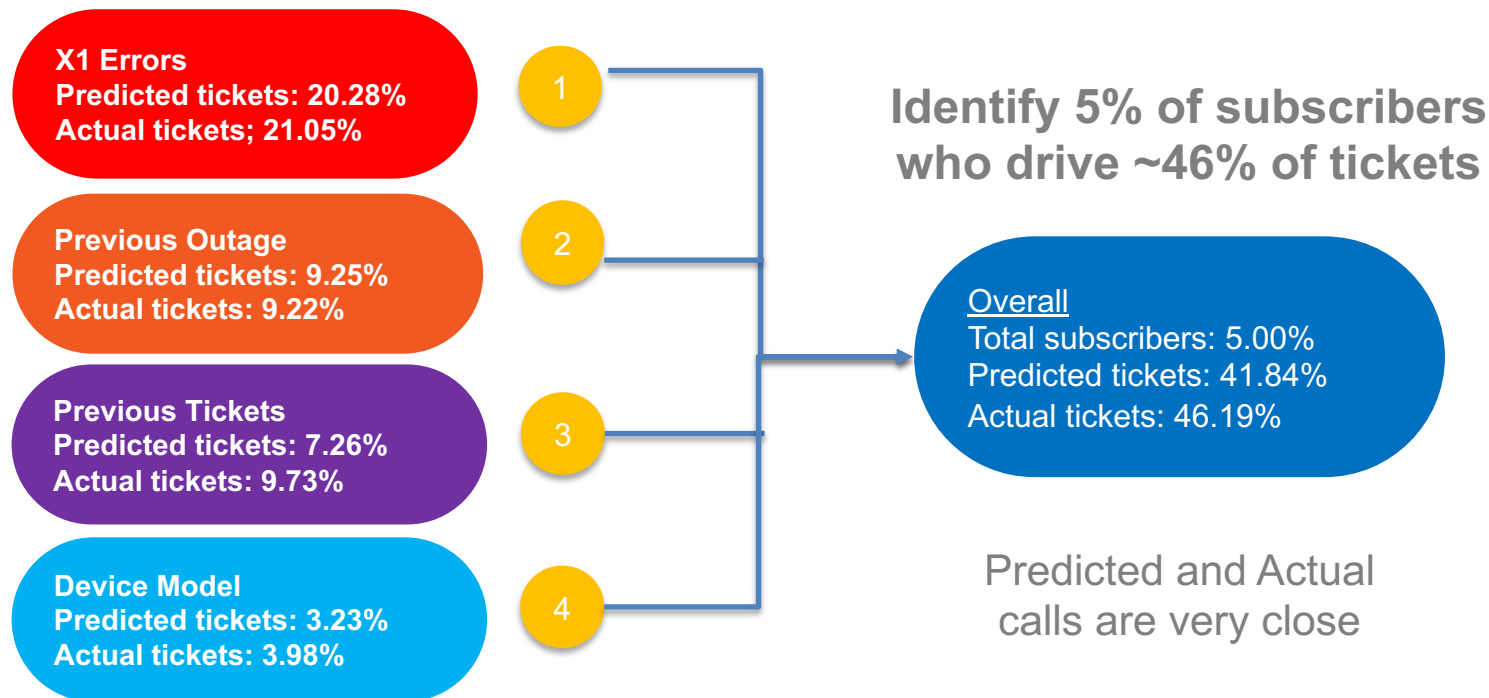 X1 Errors
Predicted tickets: 20.28%
Actual tickets; 21.05%
1
Previous Outage
Predicted tickets: 9.25%
Actual tickets: 9.22%
2
Previous Tickets
Predicted tickets: 7.26%
Actual tickets: 9.73%
3
Device Model
Predicted tickets: 3.23%
Actual tickets: 3.98%
4
Identify 5% of subscribers
who drive ~46% of tickets
Overall
Total subscribers: 5.00%
Predicted tickets: 41.84%
Actual tickets: 46.19%
Predicted and Actual
calls are very close